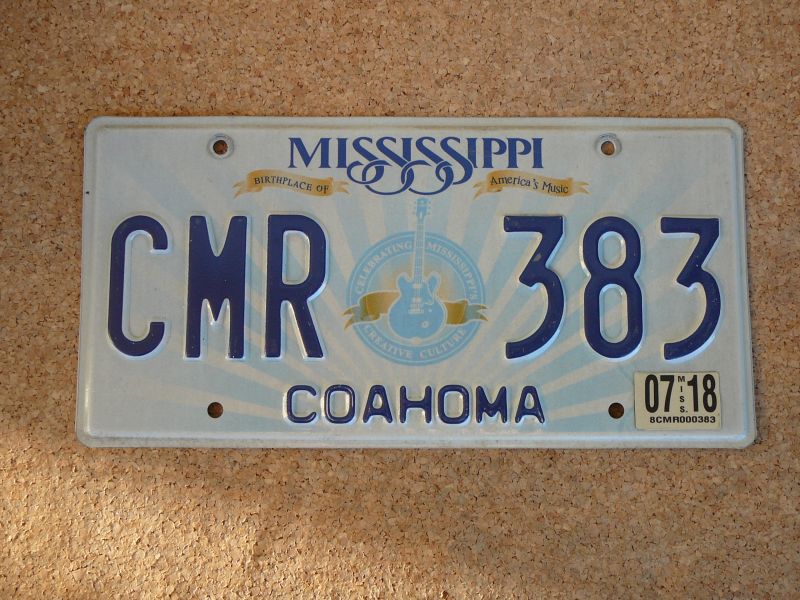 MISSISSIPPI
BIRTHPLACE OF America's Music
CMR 383
CELEBRATING MISSISSIPPI'S
CREATIVE CULTURE
COAHOMA
07 MISS. 18
8CMR000383